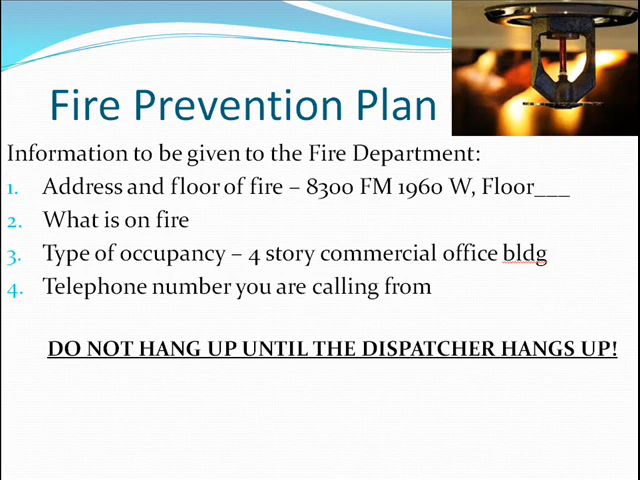 Fire Prevention Plan
Information to be given to the Fire Department:
1. Address and floor of fire – 8300 FM 1960 W, Floor___
2. What is on fire
3. Type of occupancy – 4 story commercial office bldg
4. Telephone number you are calling from
DO NOT HANG UP UNTIL THE DISPATCHER HANGS UP!